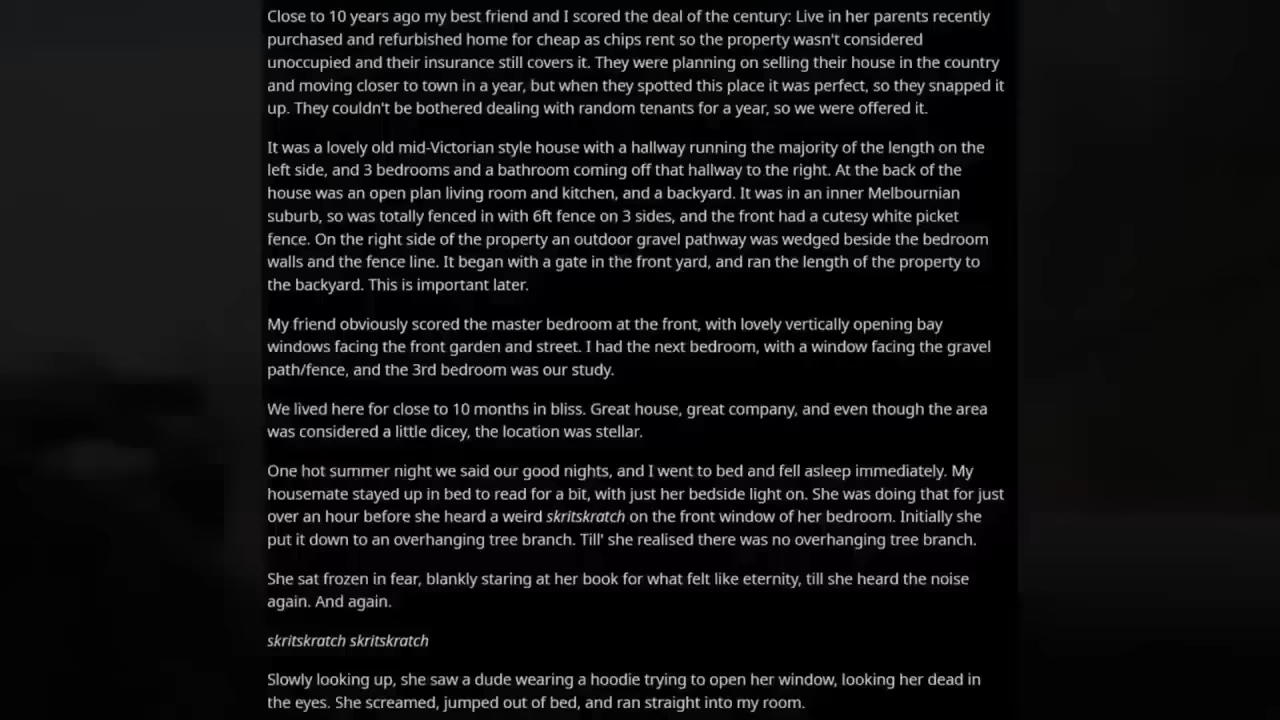 Close to 10 years ago my best friend and I scored the deal of the century: Live in her parents recently
purchased and refurbished home for cheap as chips rent so the property wasn't considered
unoccupied and their insurance still covers it. They were planning on selling their house in the country
and moving closer to town in a year, but when they spotted this place it was perfect, so they snapped it
up. They couldn't be bothered dealing with random tenants for a year, so we were offered it.
It was a lovely old mid-Victorian style house with a hallway running the majority of the length on the
left side, and 3 bedrooms and a bathroom coming off that hallway to the right. At the back of the
house was an open plan living room and kitchen, and a backyard. It was in an inner Melbournian
suburb, so was totally fenced in with 6ft fence on 3 sides, and the front had a cutesy white picket
fence. On the right side of the property an outdoor gravel pathway was wedged beside the bedroom
walls and the fence line. It began with a gate in the front yard, and ran the length of the property to
the backyard. This is important later.
My friend obviously scored the master bedroom at the front, with lovely vertically opening bay
windows facing the front garden and street. I had the next bedroom, with a window facing the gravel
path/fence, and the 3rd bedroom was our study.
We lived here for close to 10 months in bliss. Great house, great company, and even though the area
was considered a little dicey, the location was stellar.
One hot summer night we said our good nights, and I went to bed and fell asleep immediately. My
housemate stayed up in bed to read for a bit, with just her bedside light on. She was doing that for just
over an hour before she heard a weird skritskratch on the front window of her bedroom. Initially she
put it down to an overhanging tree branch. Till' she realised there was no overhanging tree branch.
She sat frozen in fear, blankly staring at her book for what felt like eternity, till she heard the noise
again. And again.
skritskratch skritskratch
Slowly looking up, she saw a dude wearing a hoodie trying to open her window, looking her dead in
the eyes. She screamed, jumped out of bed, and ran straight into my room.